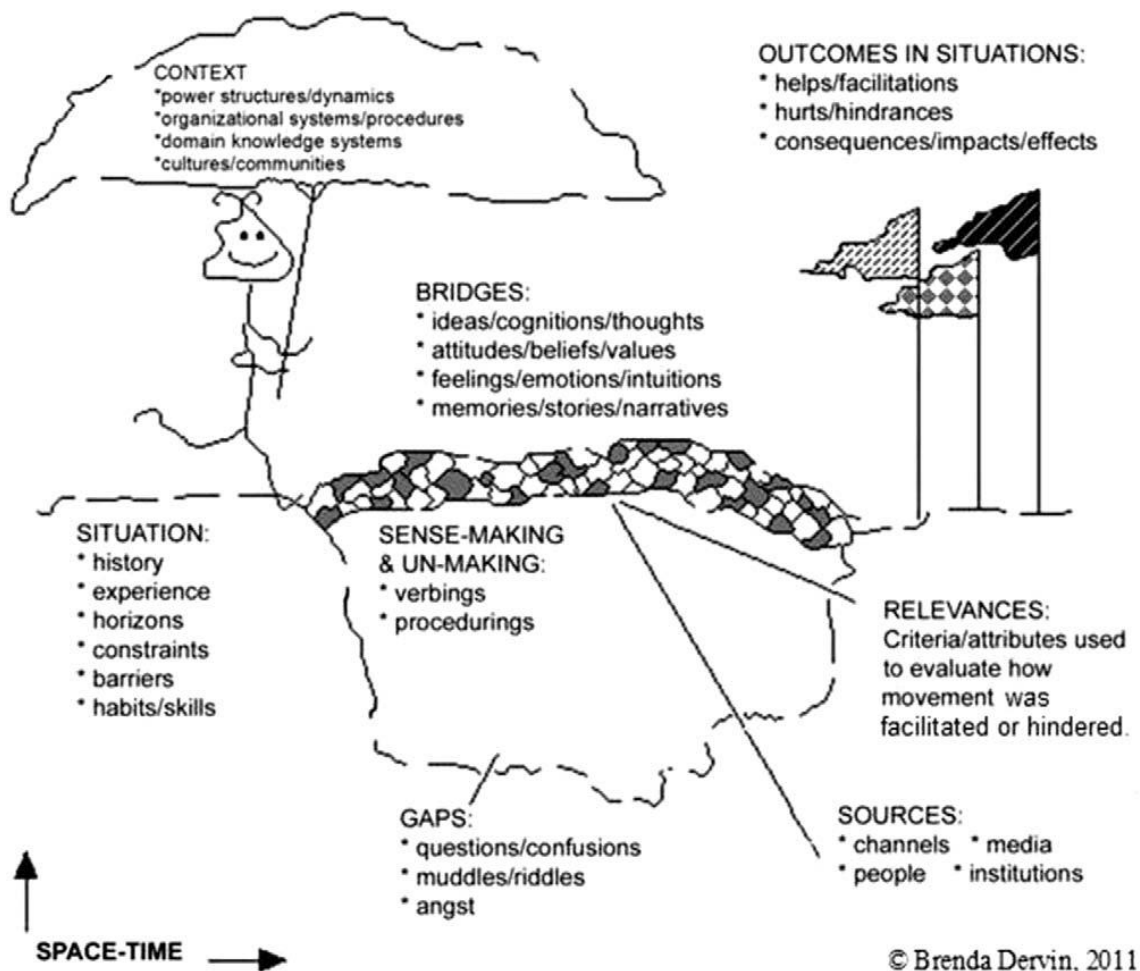 CONTEXT
*power structures/dynamics
*organizational systems/procedures
*domain knowledge systems
*cultures/communities
OUTCOMES IN SITUATIONS:
* helps/facilitations
* hurts/hindrances
* consequences/impacts/effects
BRIDGES:
* ideas/cognitions/thoughts
* attitudes/beliefs/values
* feelings/emotions/intuitions
* memories/stories/narratives
SITUATION:
* history
* experience
* horizons
* constraints
* barriers
* habits/skills
SENSE-MAKING
& UN-MAKING:
* verbings
* procedurings
RELEVANCES:
Criteria/attributes used
to evaluate how
movement was
facilitated or hindered.
GAPS:
* questions/confusions
* muddles/riddles
* angst
SOURCES:
* channels * media
* people * institutions
SPACE-TIME
© Brenda Dervin, 2011